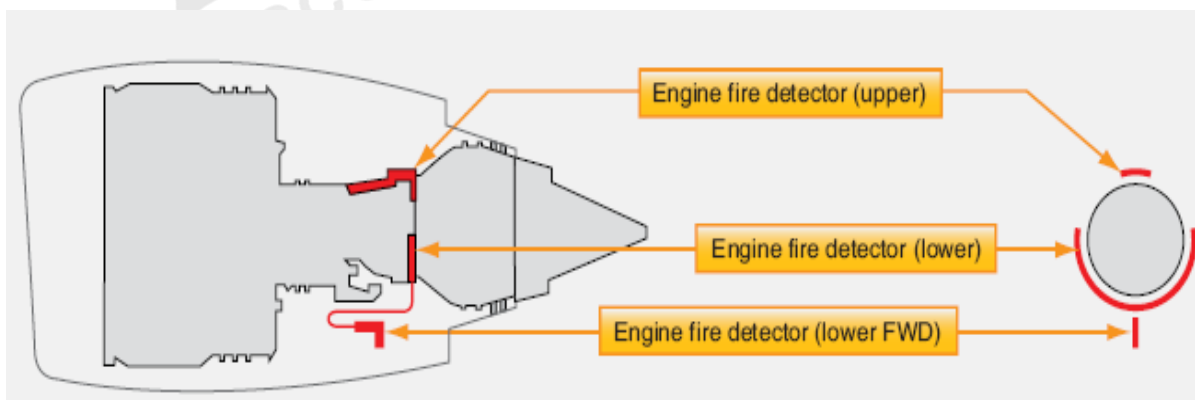 Engine fire detector (upper)
Engine fire detector (lower)
Engine fire detector (lower FWD)